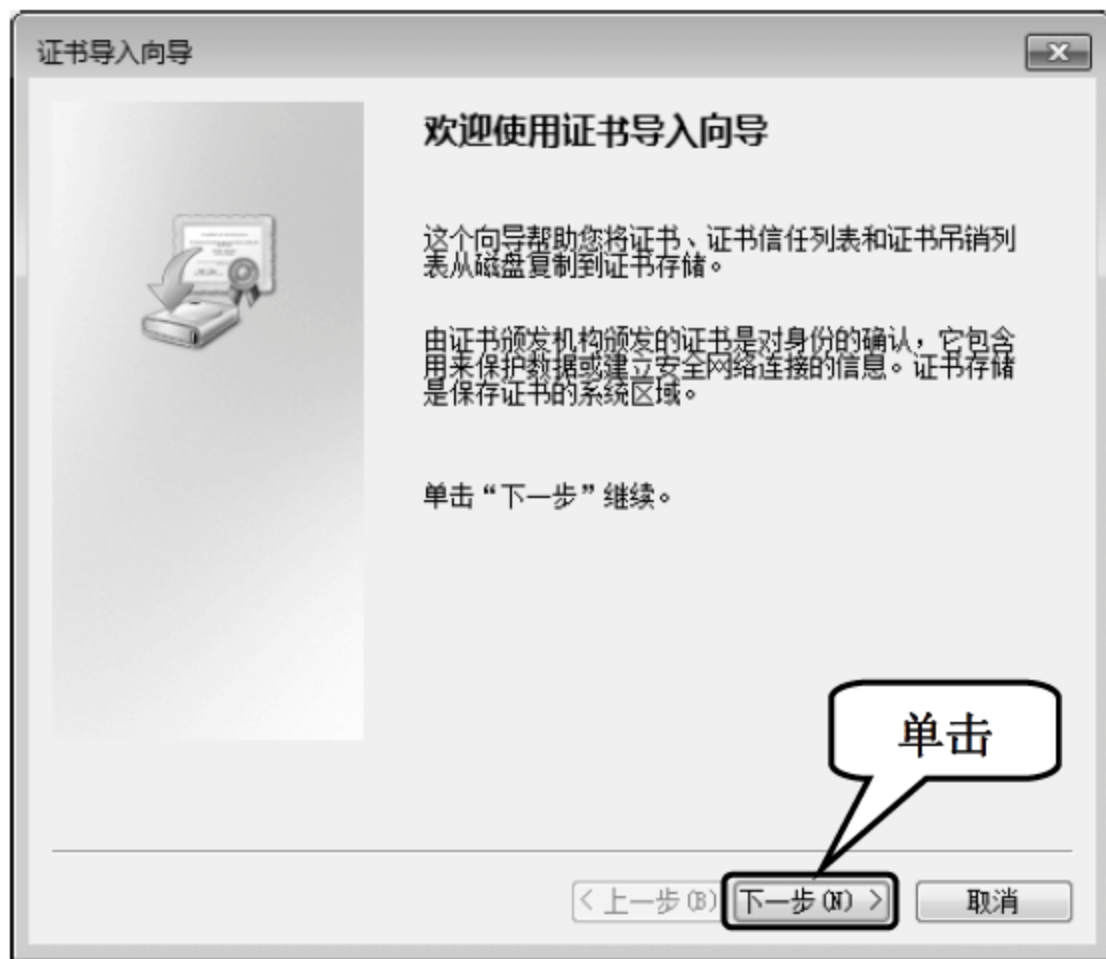 证书导入向导
欢迎使用证书导入向导
这个向导帮助您将证书、证书信任列表和证书吊销列
表从磁盘复制到证书存储。
由证书颁发机构颁发的证书是对身份的确认，它包含
用来保护数据或建立安全网络连接的信息。证书存储
是保存证书的系统区域。
单击“下一步”继续。
单击
< 上一步(B)
下一步(N) >
取消